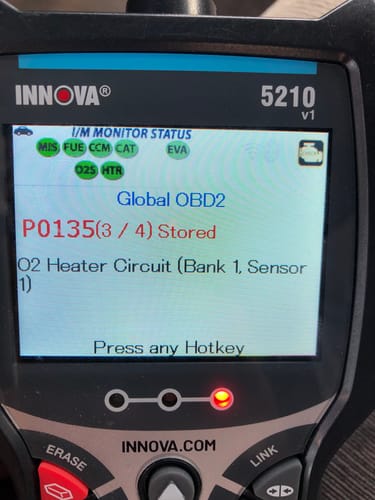 INNOVA®
5210
v1
I/M MONITOR STATUS
MIS FUE CCM CAT EVA
O2S HTR
Global OBD2
P0135(3 / 4) Stored
O2 Heater Circuit (Bank 1, Sensor
1)
Press any Hotkey
INNOVA.COM
ERASE
LINK